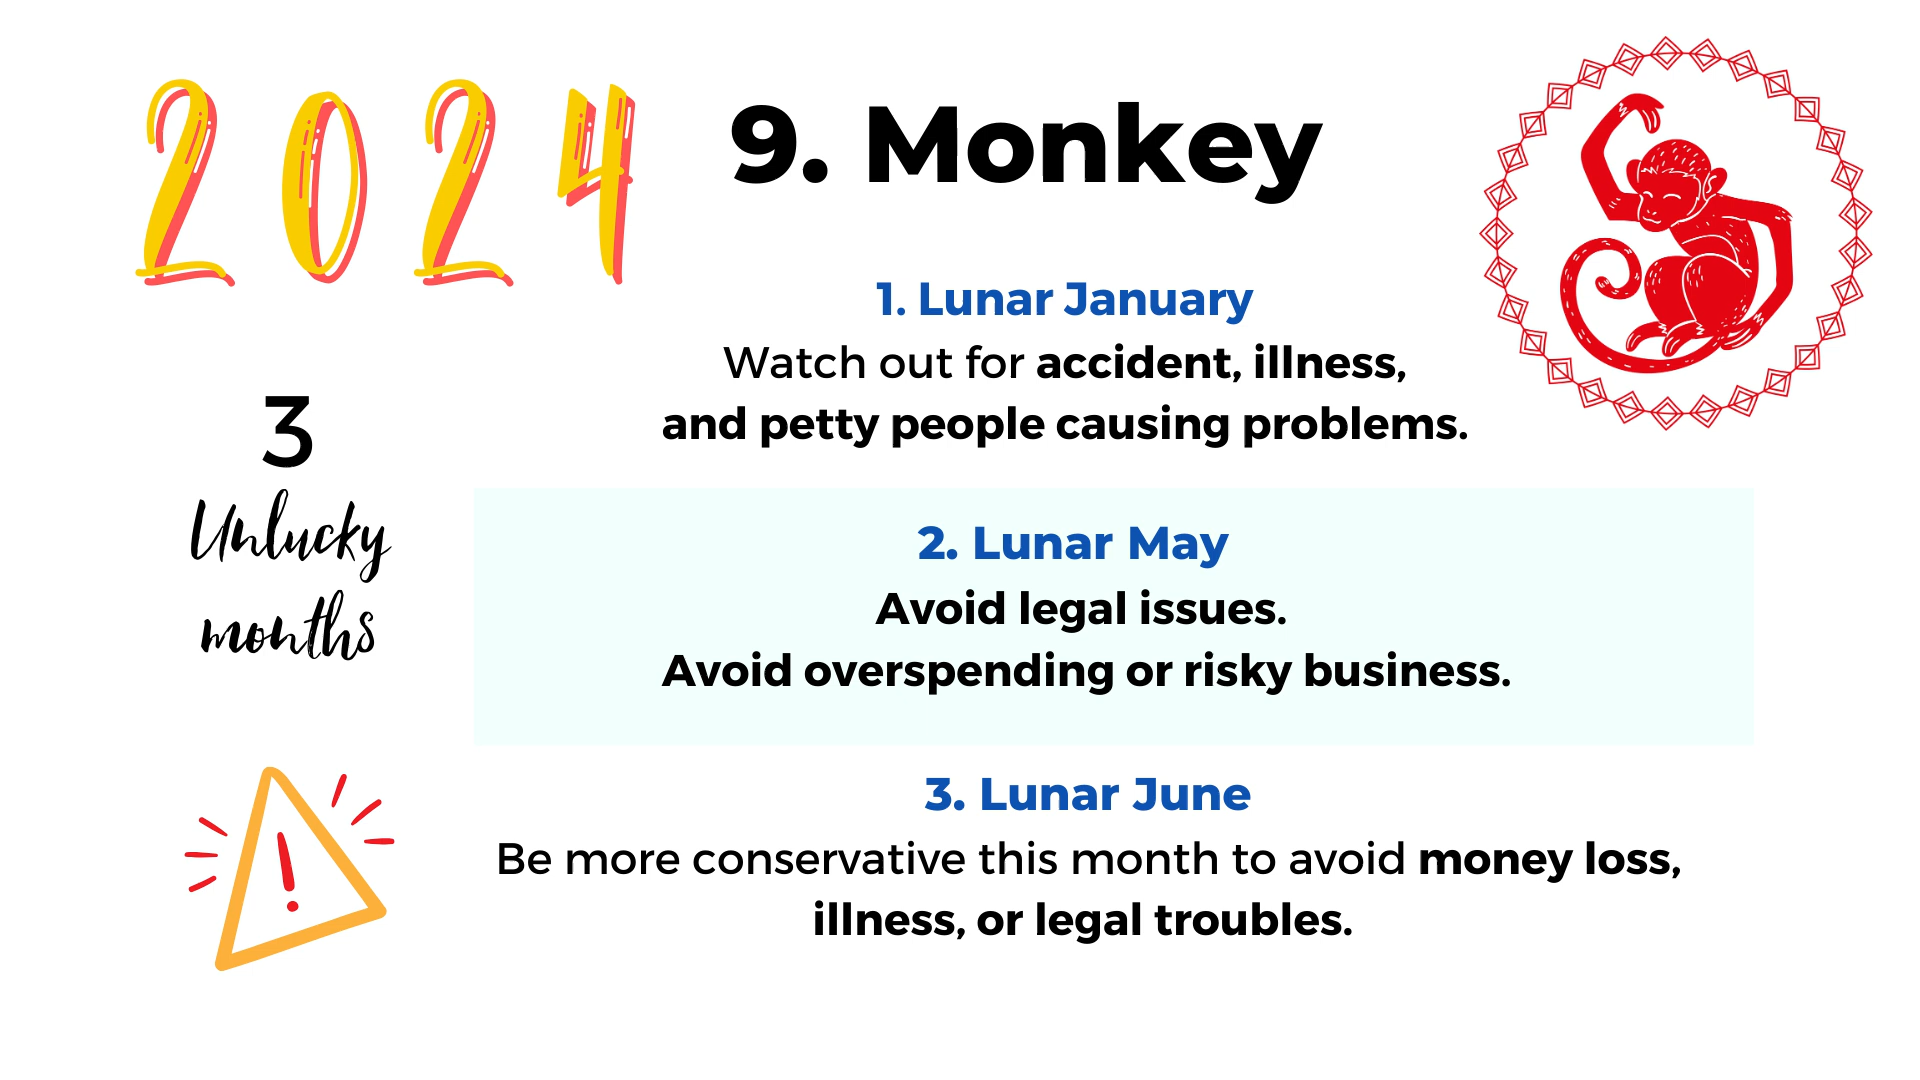 2024
9. Monkey
3
Unlucky
months
1. Lunar January
Watch out for accident, illness,
and petty people causing problems.
2. Lunar May
Avoid legal issues.
Avoid overspending or risky business.
3. Lunar June
Be more conservative this month to avoid money loss,
illness, or legal troubles.